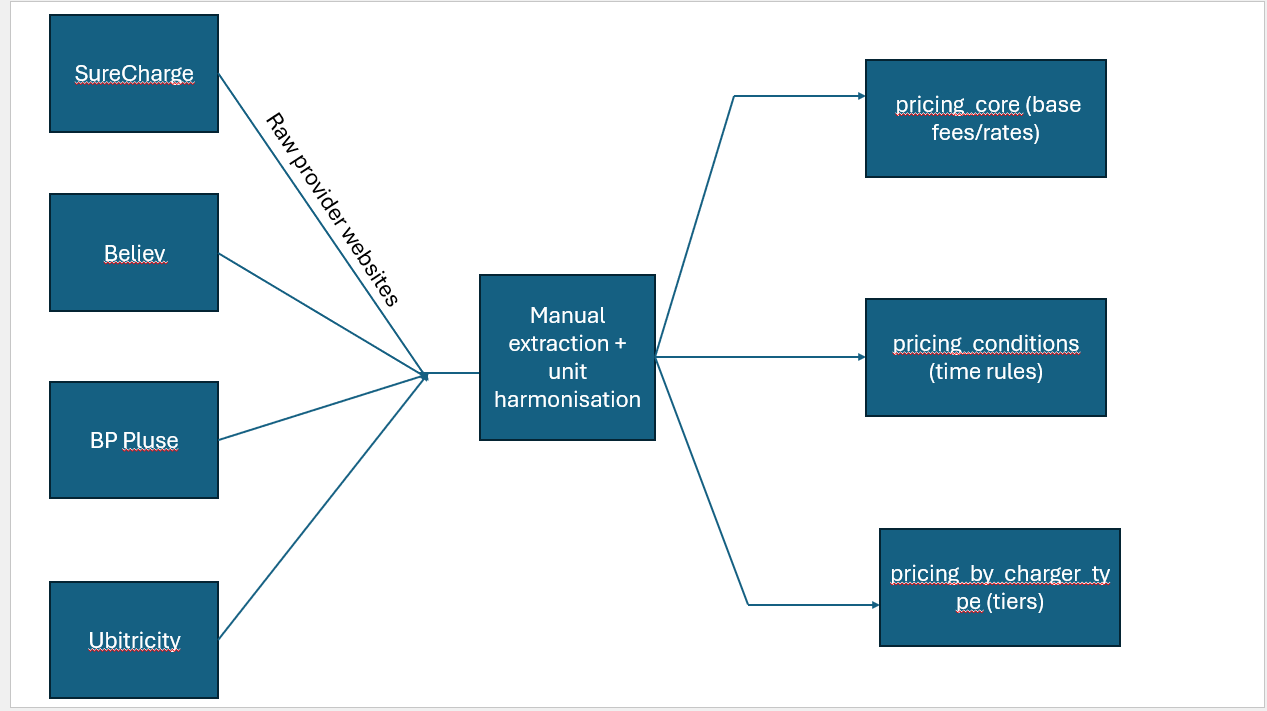 SureCharge
Raw provider websites
Believ
BP Pluse
Ubitricity
Manual
extraction +
unit
harmonisation
pricing_core (base
fees/rates)
pricing_conditions
(time rules)
pricing_by_charger_ty
pe (tiers)